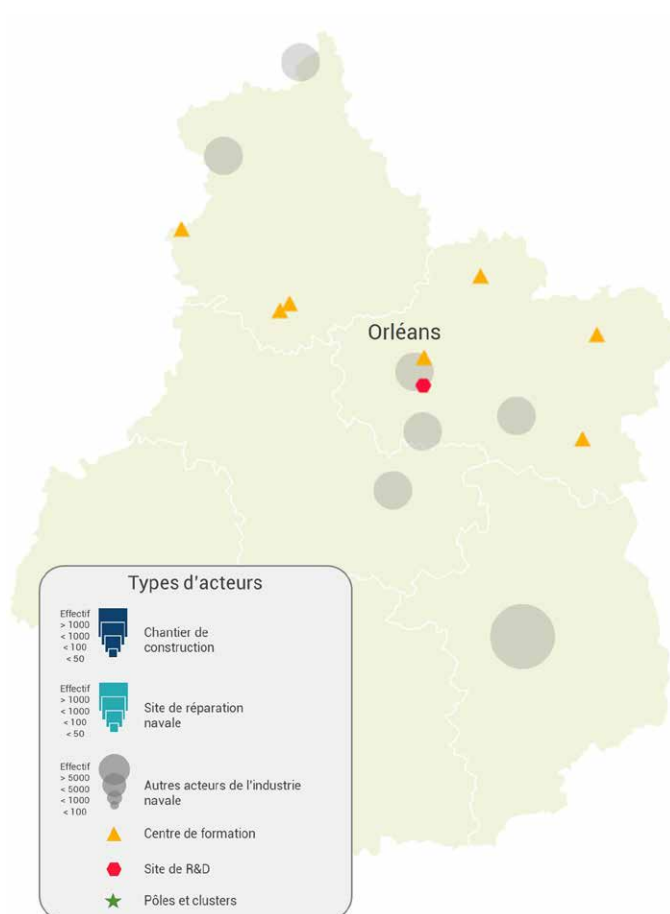 Orléans
Types d'acteurs
Effectif
> 1000
< 1000
< 100
< 50
Chantier de
construction
Effectif
> 1000
< 1000
< 100
< 50
Site de réparation
navale
Effectif
> 5000
< 5000
< 1000
< 100
Autres acteurs de l'industrie
navale
Centre de formation
Site de R&D
Pôles et clusters